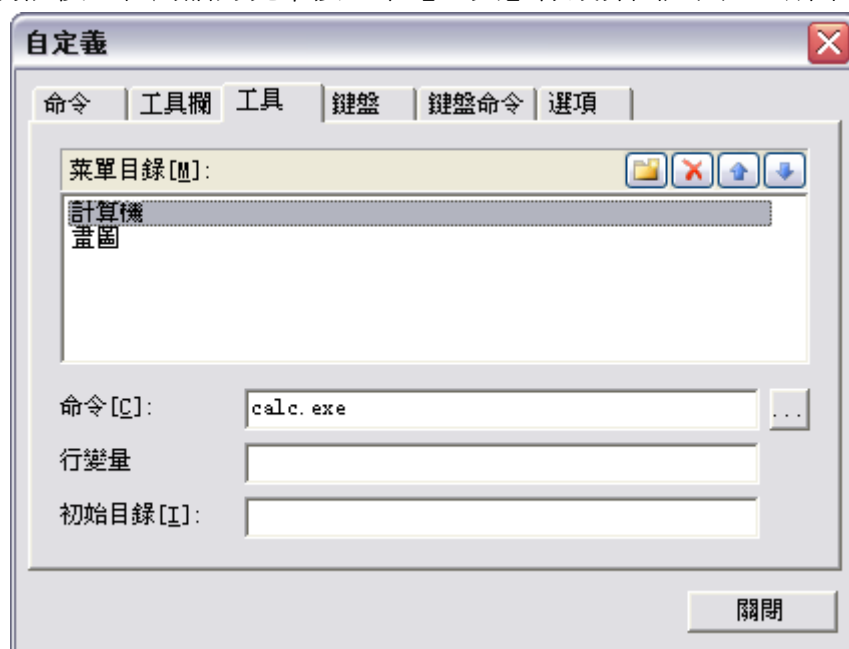 自定義
命令 工具欄 工具 鍵盤 鍵盤命令 選項
菜單目錄[M]:
計算機
畫圖
命令[C]: calc.exe ...
行變量
初始目錄[I]:
關閉